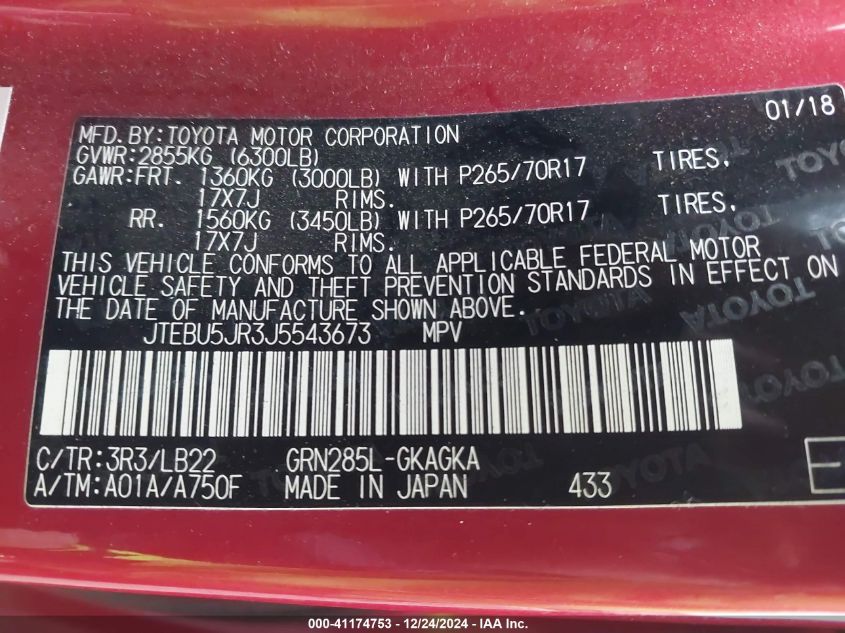 01/18
MFD.BY:TOYOTA MOTOR CORPORATION
GVWR:2855KG (6300LB)
GAWR:FRT. 1360KG (3000LB) WITH P265/70R17 TIRES,
17X7J RIMS.
RR. 1560KG (3450LB) WITH P265/70R17 TIRES,
17X7J RIMS.
THIS VEHICLE CONFORMS TO ALL APPLICABLE FEDERAL MOTOR
VEHICLE SAFETY AND THEFT PREVENTION STANDARDS IN EFFECT ON
THE DATE OF MANUFACTURE SHOWN ABOVE.
JTEBU5JR3J5543673 MPV
C/TR:3R3/LB22 GRN285L-GKAGKA
A/TM:A01A/A750F MADE IN JAPAN 433
TOYOTA
TOYOTA
TOYOTA
000-41174753 - 12/24/2024 - IAA Inc.